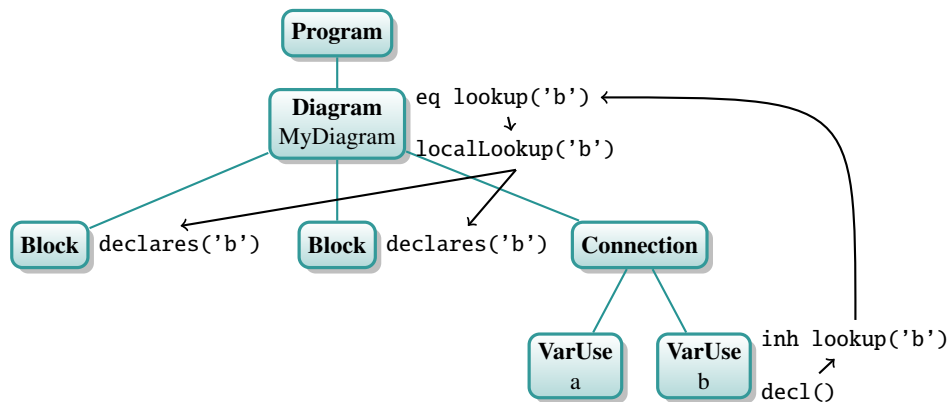 Program
Diagram
MyDiagram
eq lookup('b')
localLookup('b')
Block
declares('b')
Block
declares('b')
Connection
VarUse
a
VarUse
b
inh lookup('b')
decl()